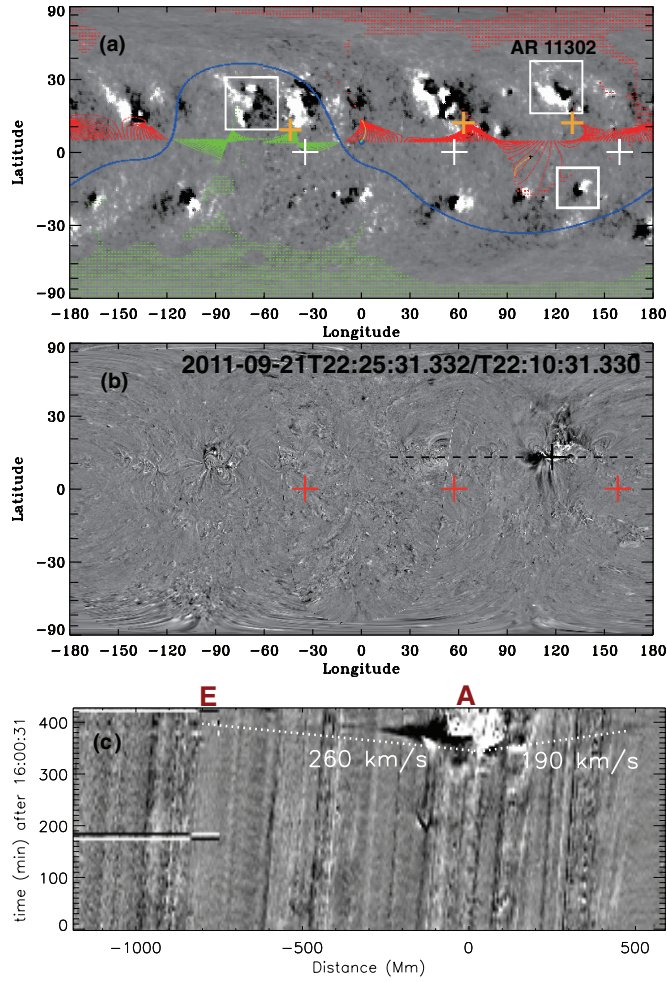 (a)
AR 11302
90
30
0
-30
-90
Latitude
-180 -150 -120 -90 -60 -30 0 30 60 90 120 150 180
Longitude
(b)
2011-09-21T22:25:31.332/T22:10:31.330
90
30
0
-30
-90
Latitude
-180 -150 -120 -90 -60 -30 0 30 60 90 120 150 180
Longitude
E A
(c)
260 km/s 190 km/s
400
300
200
100
0
time (min) after 16:00:31
-1000 -500 0 500
Distance (Mm)